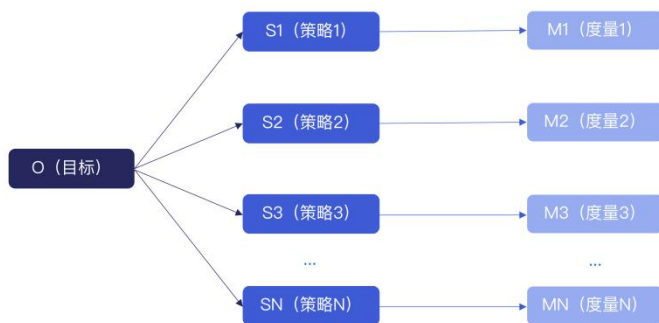 S1（策略1）
M1（度量1）
S2（策略2）
M2（度量2）
O（目标）
S3（策略3）
M3（度量3）
...
...
SN（策略N）
MN（度量N）